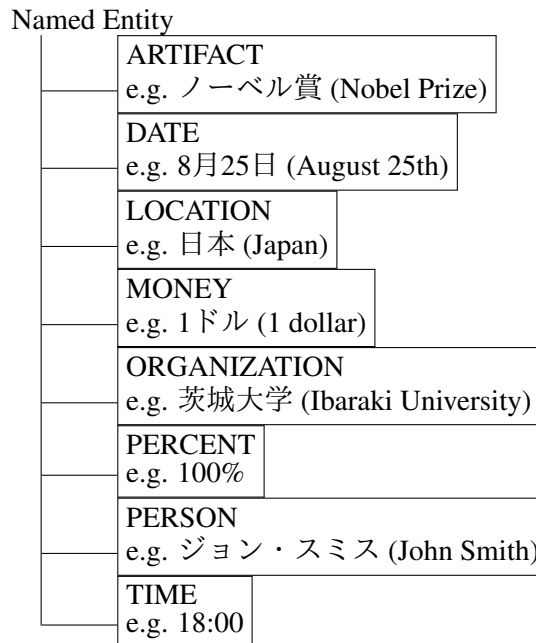 Named Entity
ARTIFACT
e.g. ノーベル賞 (Nobel Prize)
DATE
e.g. 8月25日 (August 25th)
LOCATION
e.g. 日本 (Japan)
MONEY
e.g. 1ドル (1 dollar)
ORGANIZATION
e.g. 茨城大学 (Ibaraki University)
PERCENT
e.g. 100%
PERSON
e.g. ジョン・スミス (John Smith)
TIME
e.g. 18:00